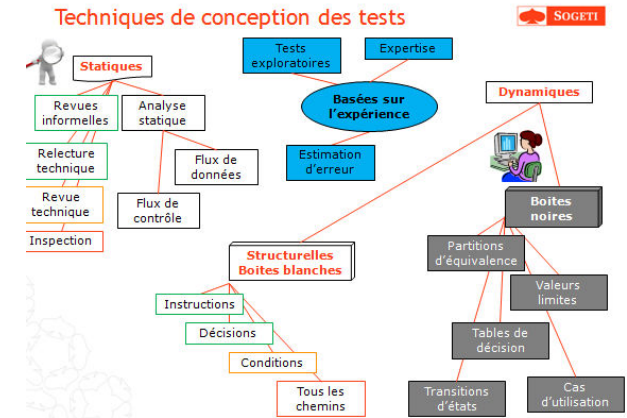 Techniques de conception des tests
SOGETI
Statiques
Revues
informelles
Analyse
statique
Relecture
technique
Flux de
données
Revue
technique
Flux de
contrôle
Inspection
Tests
exploratoires
Expertise
Basées sur
l'expérience
Estimation
d'erreur
Dynamiques
Structurelles
Boites blanches
Instructions
Décisions
Conditions
Tous les
chemins
Boites
noires
Partitions
d'équivalence
Valeurs
limites
Tables de
décision
Transitions
d'états
Cas
d'utilisation